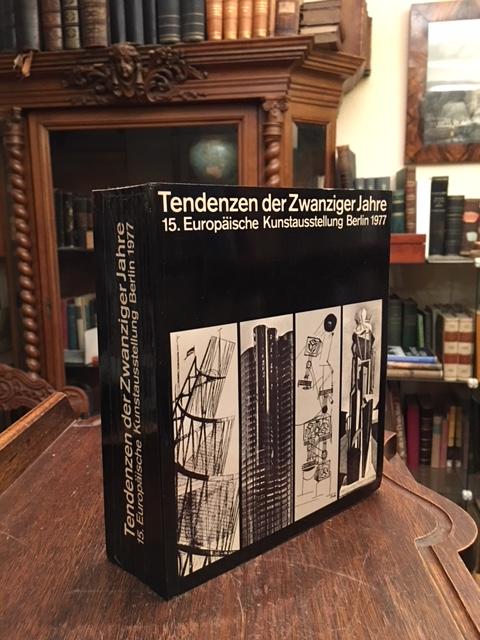 Tendenzen der Zwanziger Jahre
15. Europäische Kunstausstellung Berlin 1977
Tendenzen der Zwanziger Jahre
15. Europäische Kunstausstellung Berlin 1977